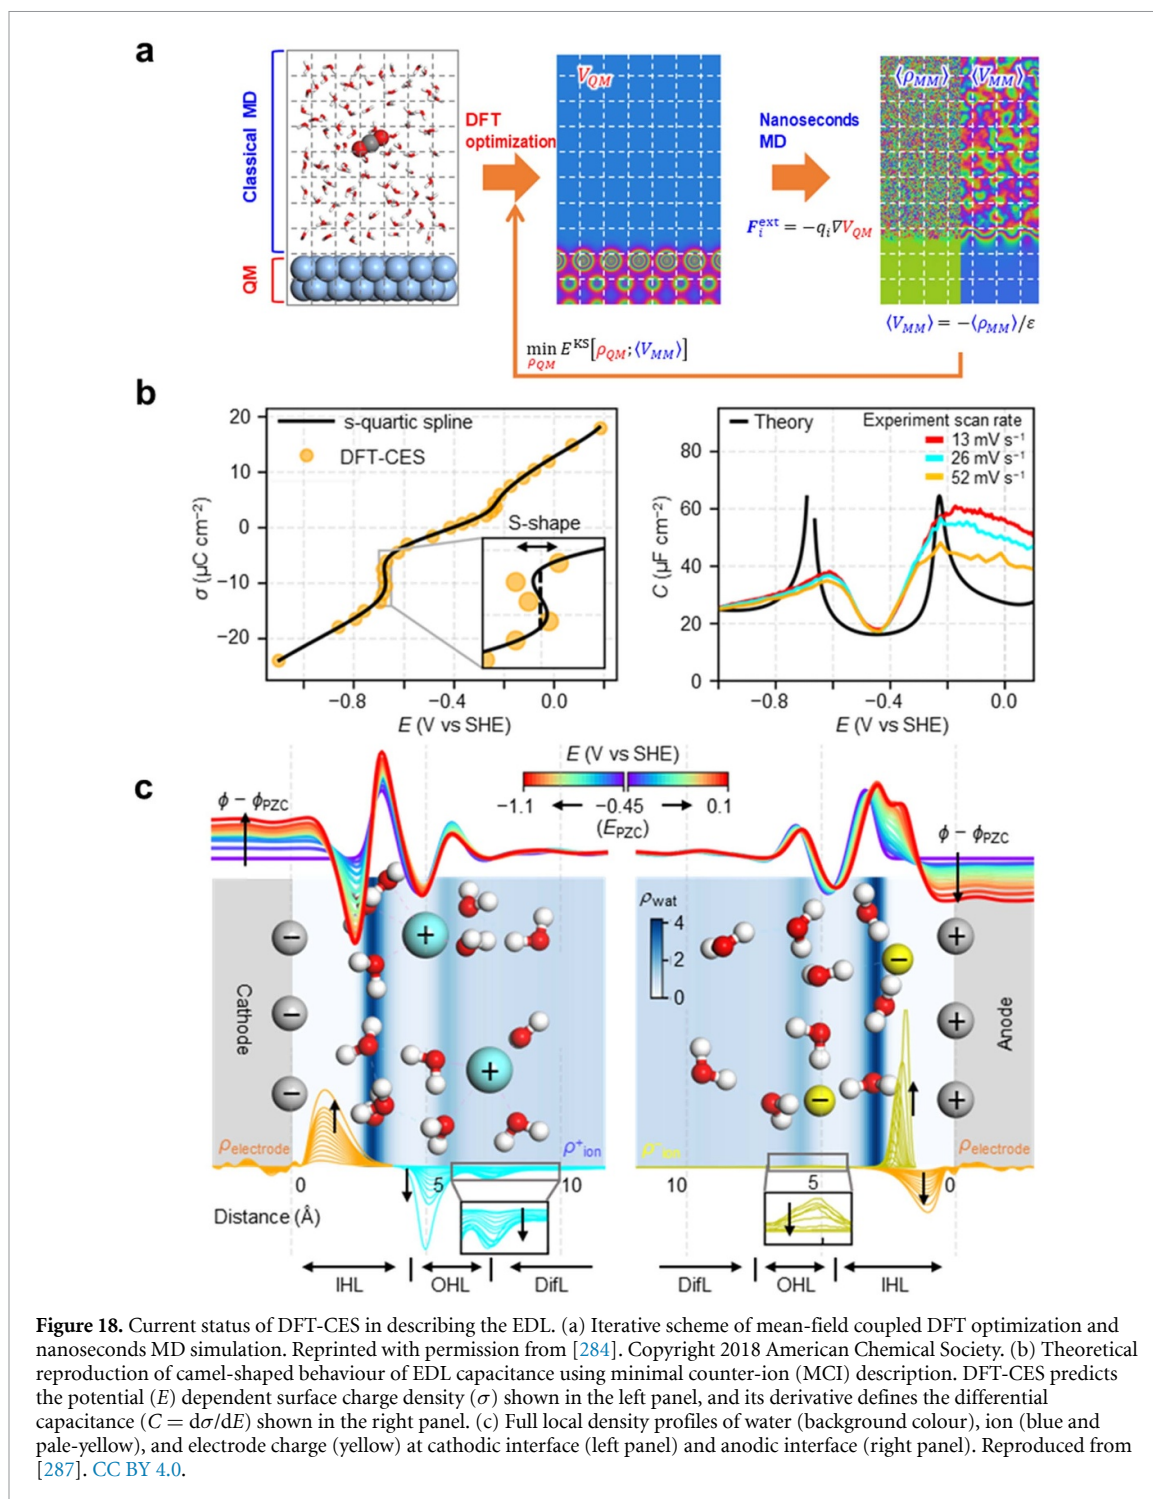 a
Classical MD
QM
DFT
optimization
V_QM
Nanoseconds
MD
F_i^ext = −q_i∇V_QM
⟨ρ_MM⟩ ⟨V_MM⟩
⟨V_MM⟩ = −⟨ρ_MM⟩/ε
min E^KS[ρ_QM; ⟨V_MM⟩]
ρ_QM
b
s-quartic spline
DFT-CES
S-shape
σ (μC cm⁻²)
20
10
0
−10
−20
−0.8 −0.4 0.0
E (V vs SHE)
Theory
Experiment scan rate
13 mV s⁻¹
26 mV s⁻¹
52 mV s⁻¹
C (μF cm⁻²)
80
60
40
20
0
−0.8 −0.4 0.0
E (V vs SHE)
c
E (V vs SHE)
−1.1 −0.45 0.1
(E_PZC)
ϕ − ϕ_PZC
ϕ − ϕ_PZC
Cathode
− − −
+ +
ρ_wat
4
2
0
− −
+ + +
Anode
ρ_electrode
ρ⁺_ion
ρ⁻_ion
ρ_electrode
0 5 10
10 5 0
Distance (Å)
IHL OHL DifL
DifL OHL IHL
Figure 18. Current status of DFT-CES in describing the EDL. (a) Iterative scheme of mean-field coupled DFT optimization and
nanoseconds MD simulation. Reprinted with permission from [284]. Copyright 2018 American Chemical Society. (b) Theoretical
reproduction of camel-shaped behaviour of EDL capacitance using minimal counter-ion (MCI) description. DFT-CES predicts
the potential (E) dependent surface charge density (σ) shown in the left panel, and its derivative defines the differential
capacitance (C = dσ/dE) shown in the right panel. (c) Full local density profiles of water (background colour), ion (blue and
pale-yellow), and electrode charge (yellow) at cathodic interface (left panel) and anodic interface (right panel). Reproduced from
[287]. CC BY 4.0.